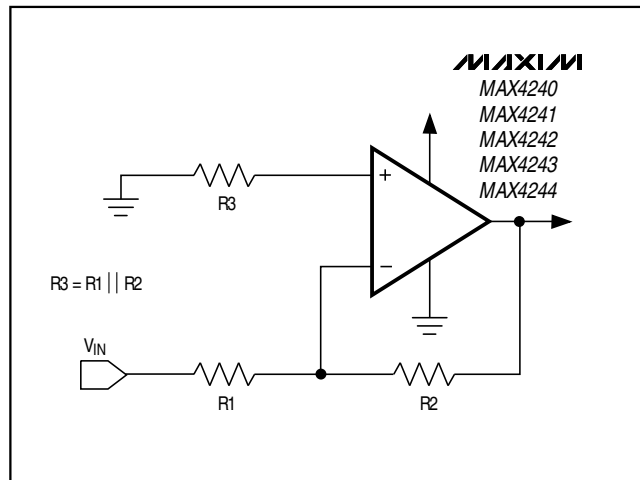 MAXIM
MAX4240
MAX4241
MAX4242
MAX4243
MAX4244
+
R3
−
R3 = R1 || R2
VIN
R1
R2